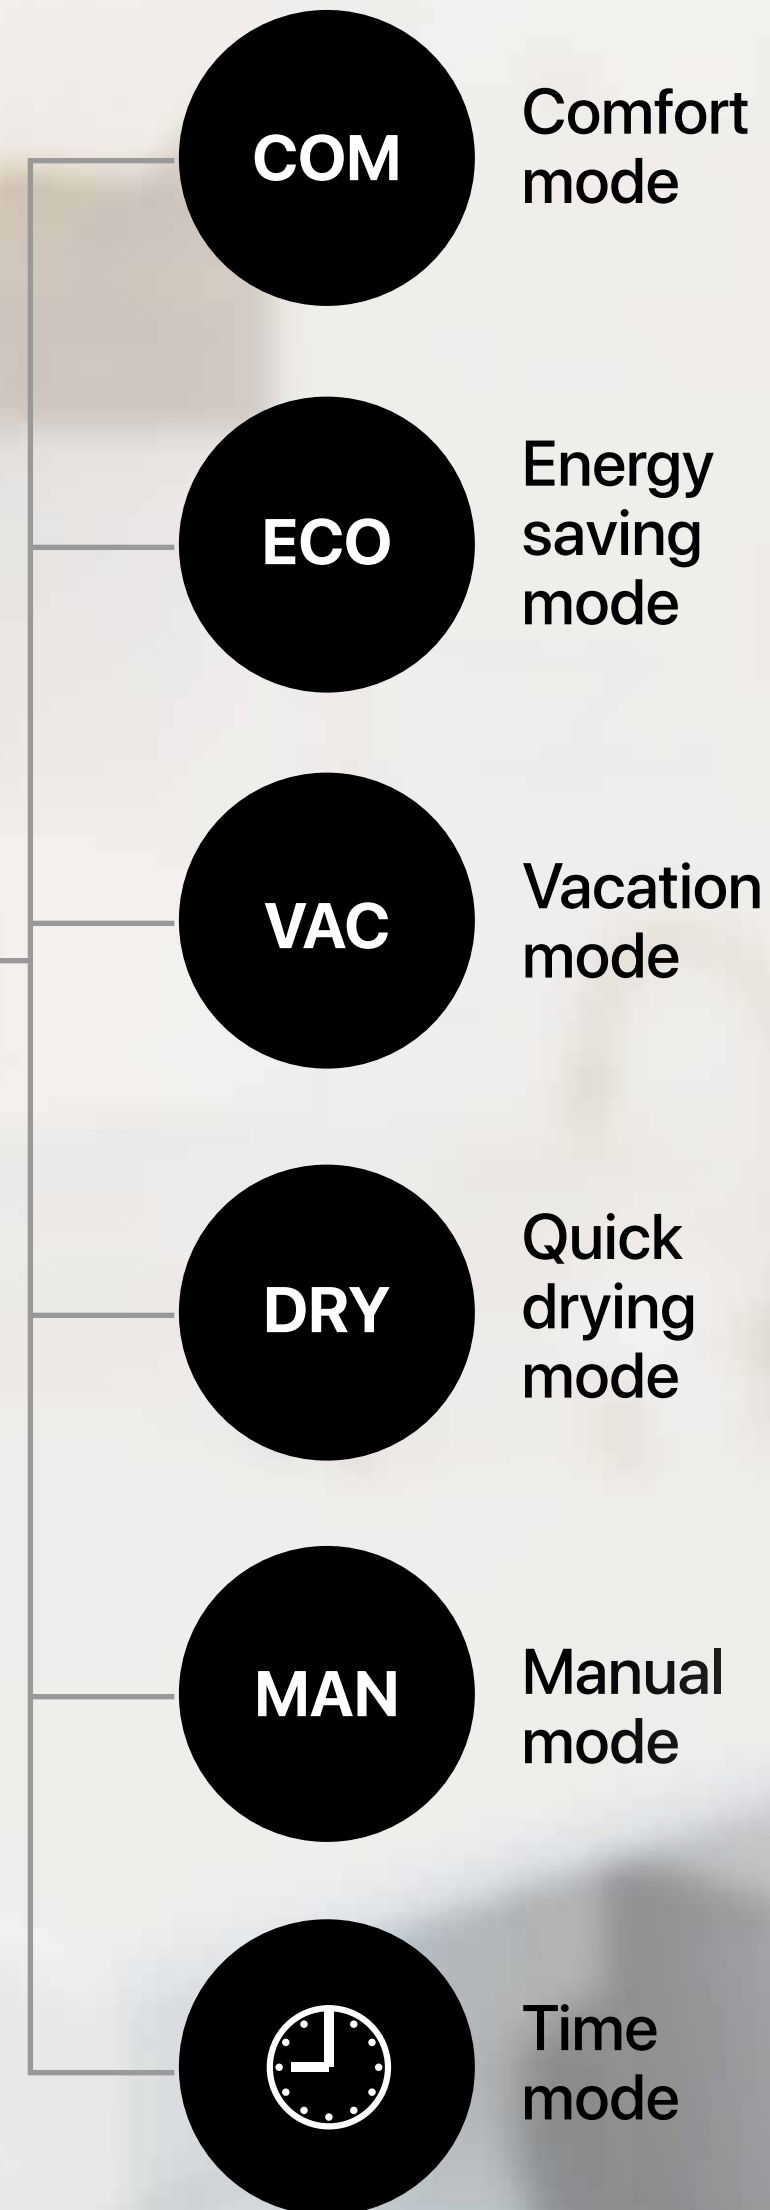 COM
Comfort
mode
ECO
Energy
saving
mode
VAC
Vacation
mode
DRY
Quick
drying
mode
MAN
Manual
mode
Time
mode